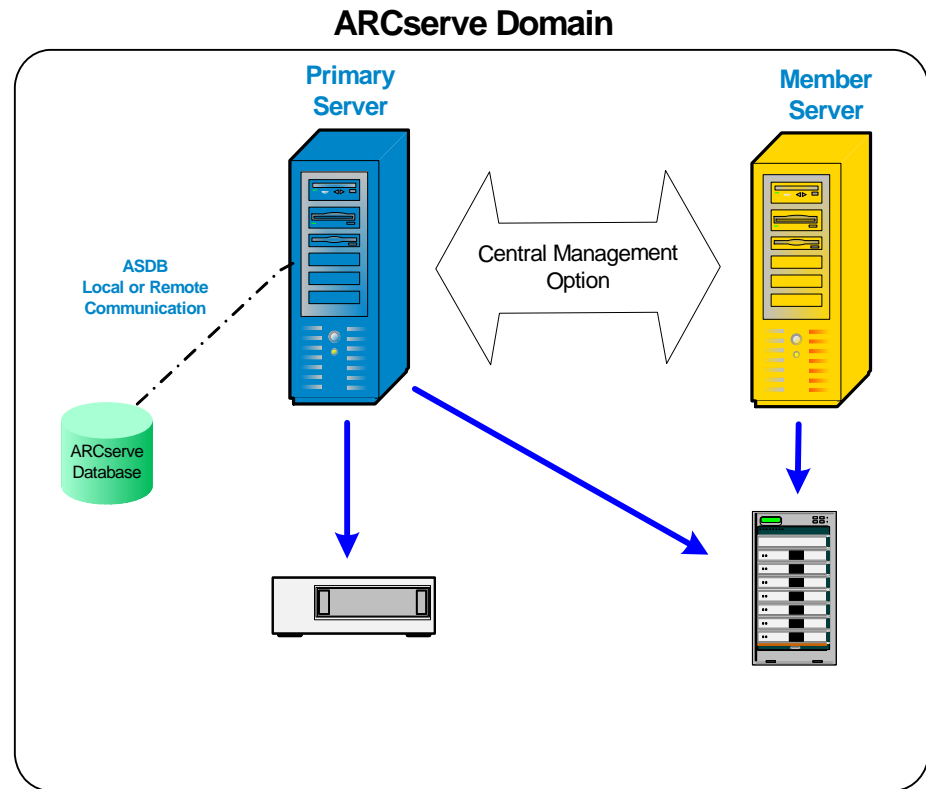 ARCserve Domain
Primary
Server
Member
Server
Central Management
Option
ASDB
Local or Remote
Communication
ARCserve
Database